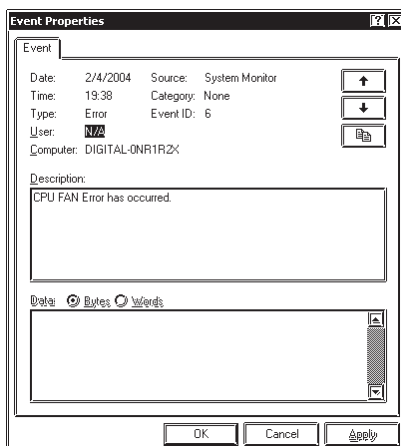 Event Properties
Event
Date: 2/4/2004 Source: System Monitor
Time: 19:38 Category: None
Type: Error Event ID: 6
User: N/A
Computer: DIGITAL-0NR1R2X
Description:
CPU FAN Error has occurred.
Data: Bytes Words
OK Cancel Apply